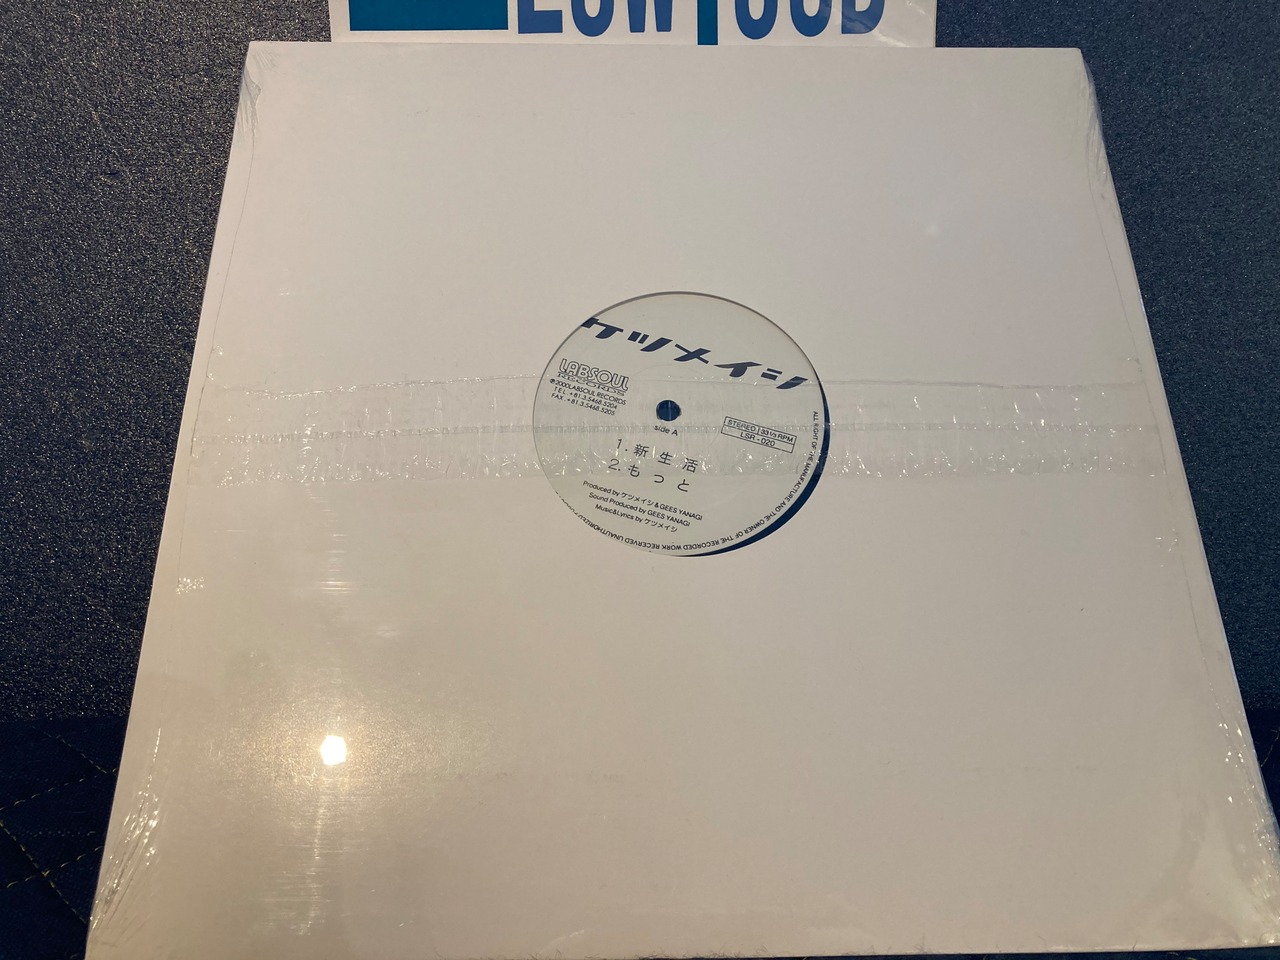 ケツメイシ
LABSOUL
RECORDS
℗2000LABSOUL RECORDS
TEL.+81.3.5468.5204
FAX.+81.3.5468.5205
side A
STEREO 33⅓RPM
LSR-020
1.新生活
2.もっと
Produced by ケツメイシ&GEES YANAGI
Sound Produced by GEES YANAGI
Music&Lyrics by ケツメイシ
ALL RIGHT OF THE MANUFACTURE AND THE OWNER OF THE RECORDED WORK RESERVED UNAUTHORIZED